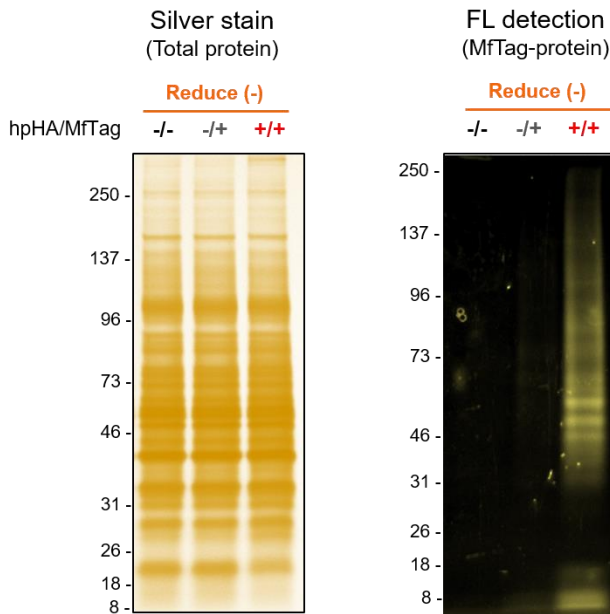 Silver stain
(Total protein)
Reduce (-)
hpHA/MfTag -/- -/+ +/+
250 -
137 -
96 -
73 -
46 -
31 -
26 -
18 -
8 -
FL detection
(MfTag-protein)
Reduce (-)
-/- -/+ +/+
250 -
137 -
96 -
73 -
46 -
31 -
26 -
18 -
8 -